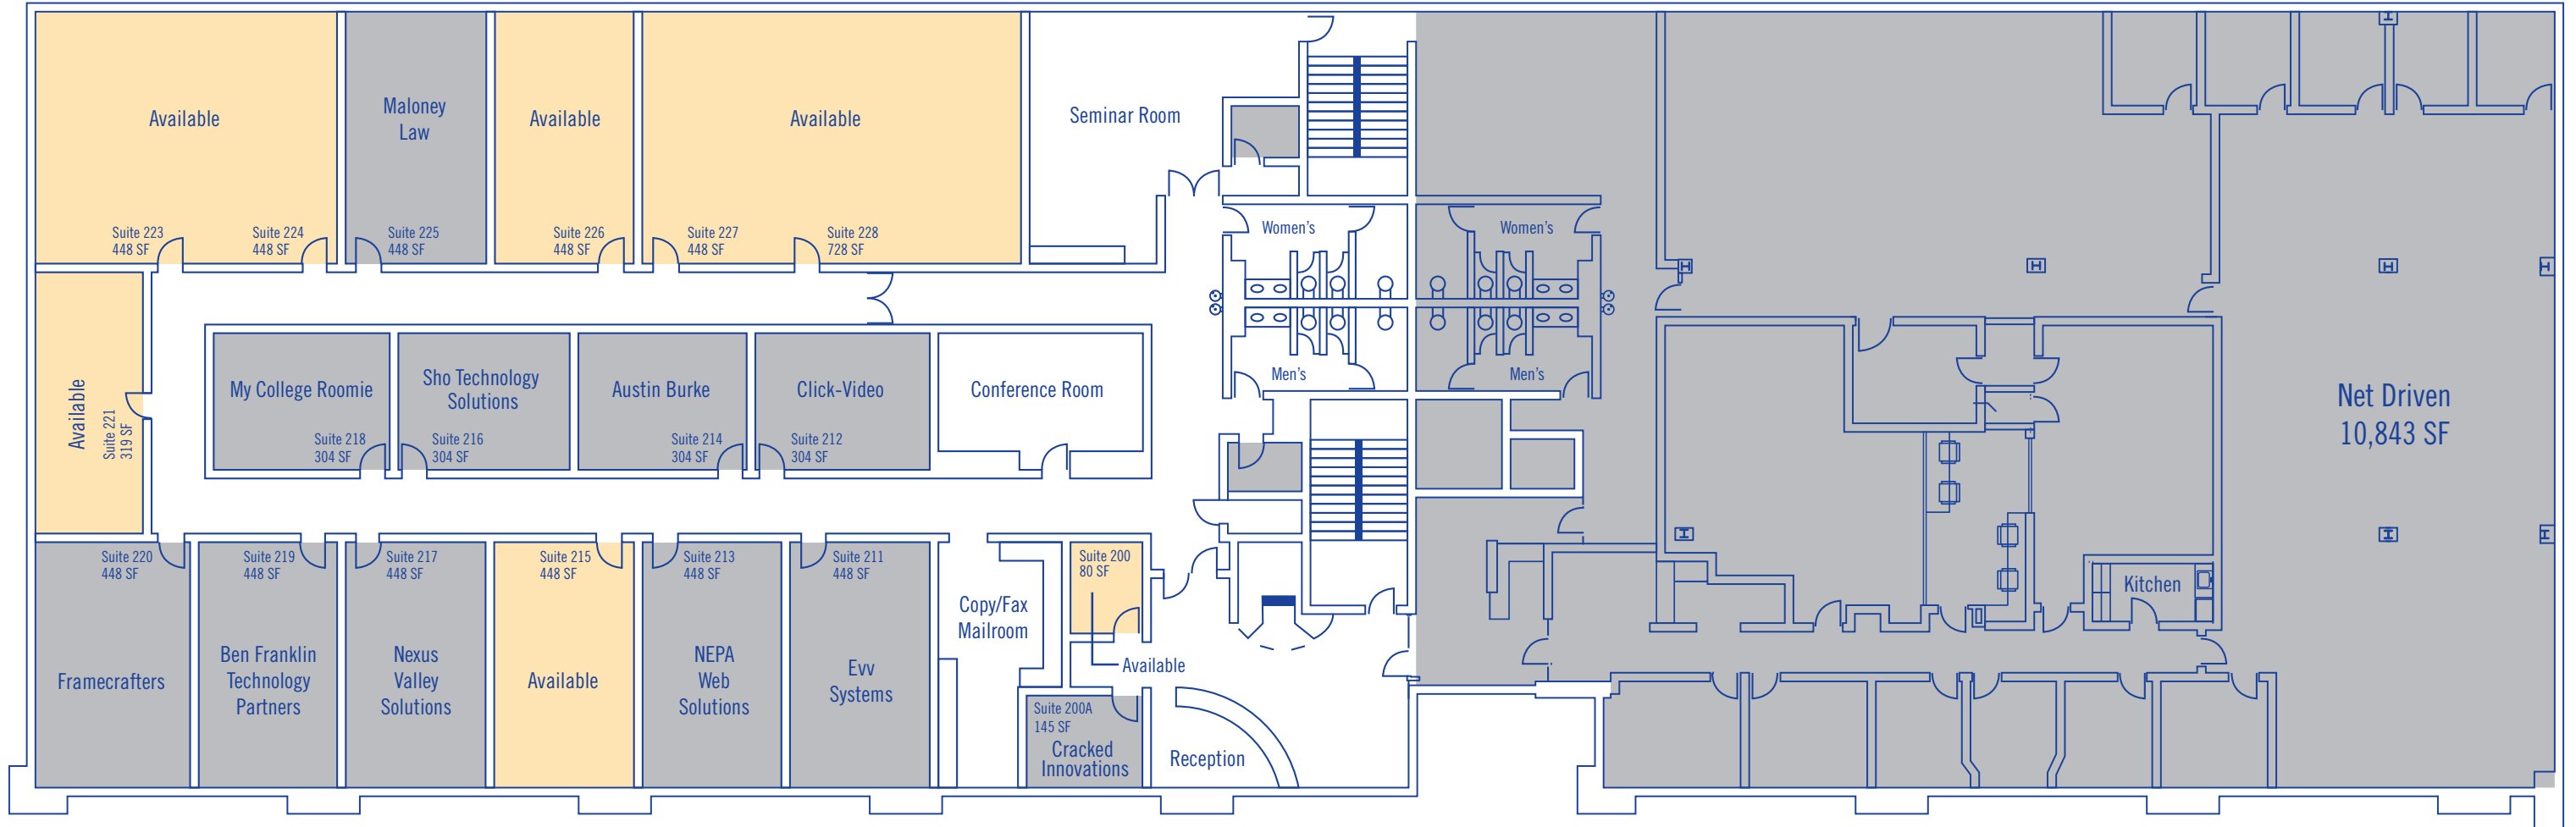 Available
Maloney
Law
Available
Available
Seminar Room
Suite 223
448 SF
Suite 224
448 SF
Suite 225
448 SF
Suite 226
448 SF
Suite 227
448 SF
Suite 228
728 SF
Women's
Women's
Men's
Men's
Available
Suite 221
319 SF
My College Roomie
Suite 218
304 SF
Sho Technology
Solutions
Suite 216
304 SF
Austin Burke
Suite 214
304 SF
Click-Video
Suite 212
304 SF
Conference Room
Net Driven
10,843 SF
Suite 220
448 SF
Framecrafters
Suite 219
448 SF
Ben Franklin
Technology
Partners
Suite 217
448 SF
Nexus
Valley
Solutions
Suite 215
448 SF
Available
Suite 213
448 SF
NEPA
Web
Solutions
Suite 211
448 SF
Evv
Systems
Copy/Fax
Mailroom
Suite 200
80 SF
Available
Suite 200A
145 SF
Cracked
Innovations
Reception
Kitchen